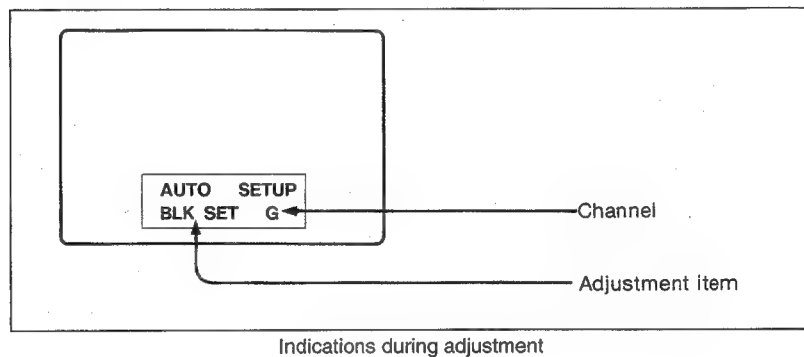 AUTO SETUP
BLK SET G
Channel
Adjustment item
Indications during adjustment